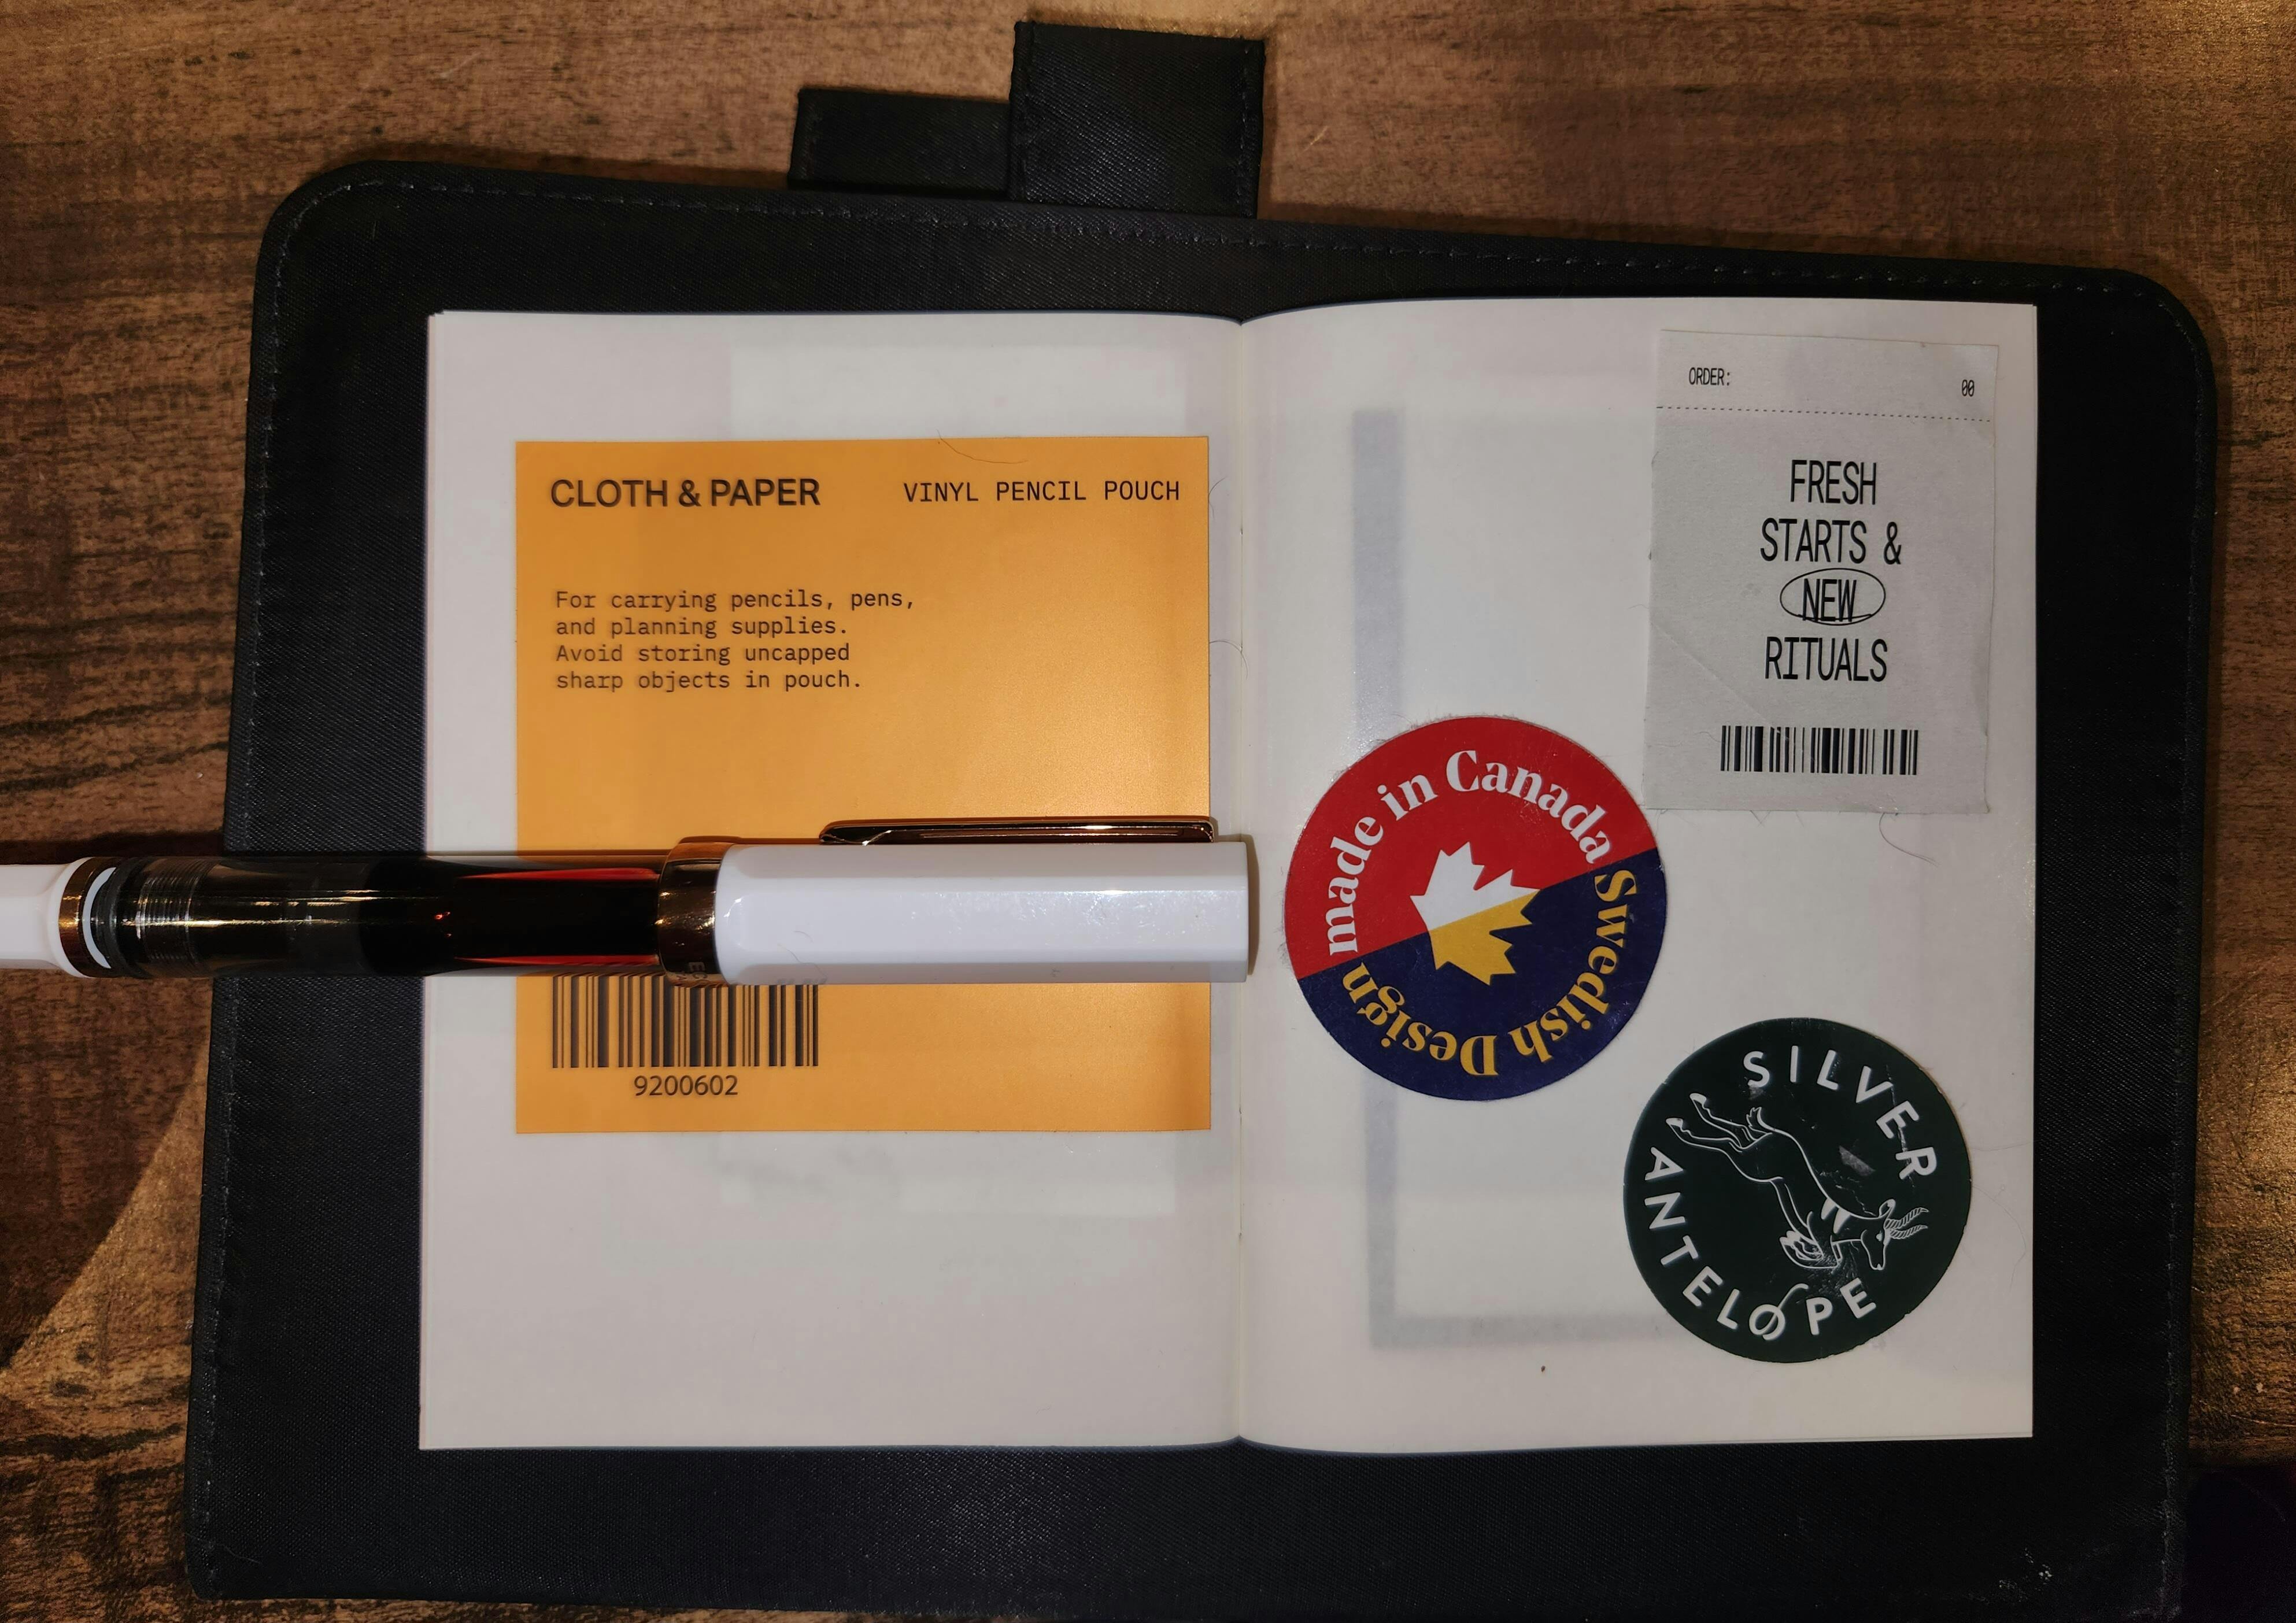 CLOTH & PAPER
VINYL PENCIL POUCH
For carrying pencils, pens,
and planning supplies.
Avoid storing uncapped
sharp objects in pouch.
9200602
ORDER: 00
FRESH
STARTS &
NEW
RITUALS
made in Canada
Swedish Design
SILVER
ANTELOPE